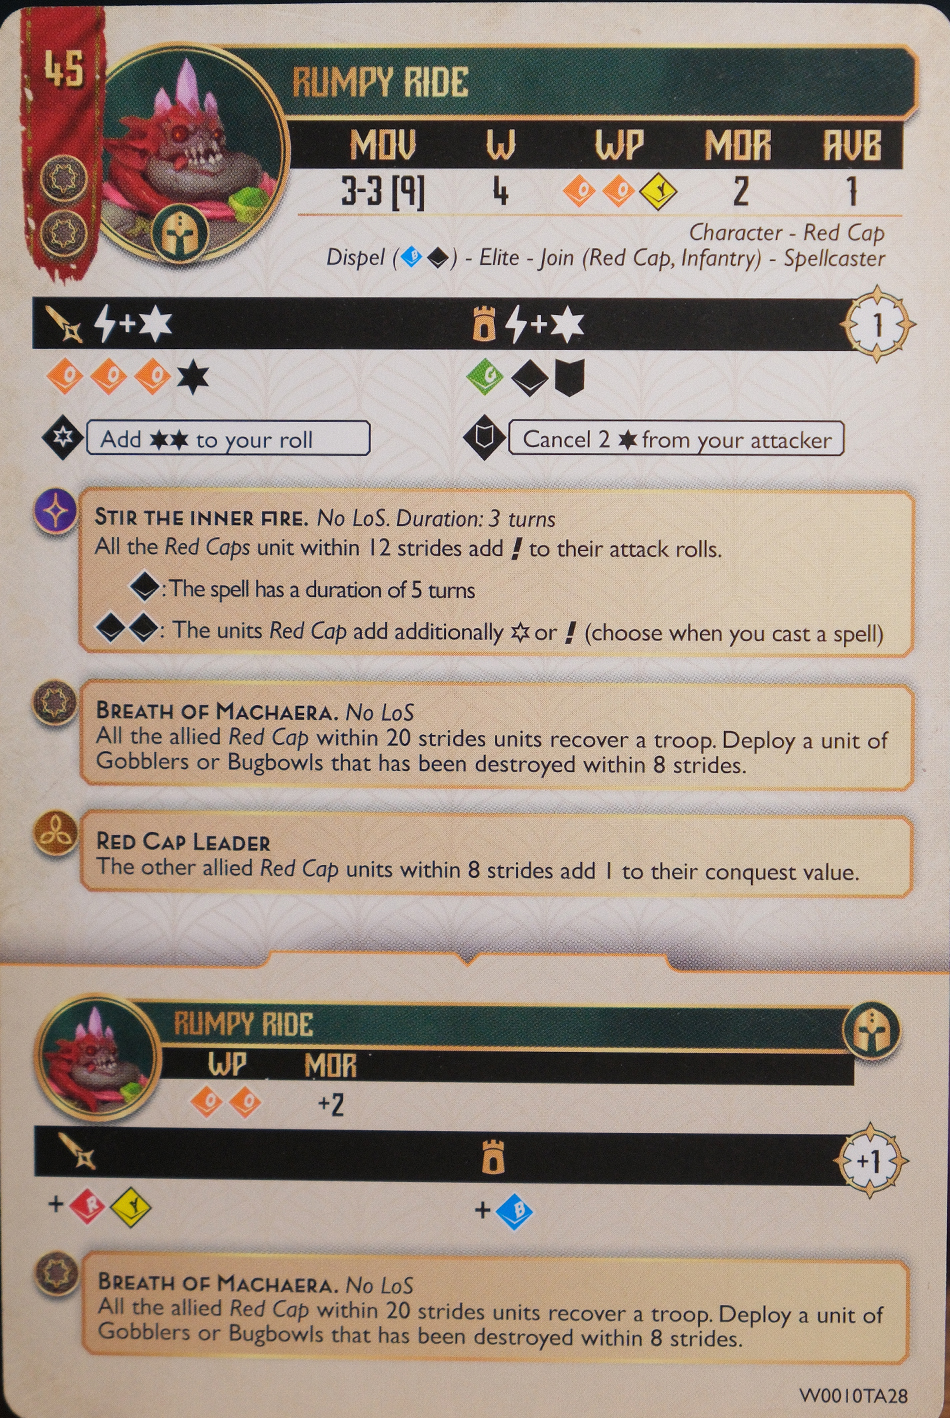 45
RUMPY RIDE
MOV W WP MOR AVB
3-3 [9] 4 O O Y 2 1
Character - Red Cap
Dispel (B) - Elite - Join (Red Cap, Infantry) - Spellcaster
+ + 1
O O O G
Add to your roll
Cancel 2 from your attacker
STIR THE INNER FIRE. No LoS. Duration: 3 turns
All the Red Caps unit within 12 strides add ! to their attack rolls.
: The spell has a duration of 5 turns
: The units Red Cap add additionally or ! (choose when you cast a spell)
BREATH OF MACHAERA. No LoS
All the allied Red Cap within 20 strides units recover a troop. Deploy a unit of
Gobblers or Bugbowls that has been destroyed within 8 strides.
RED CAP LEADER
The other allied Red Cap units within 8 strides add 1 to their conquest value.
RUMPY RIDE
WP MOR
O O +2
+1
+ R Y + B
BREATH OF MACHAERA. No LoS
All the allied Red Cap within 20 strides units recover a troop. Deploy a unit of
Gobblers or Bugbowls that has been destroyed within 8 strides.
W0010TA28